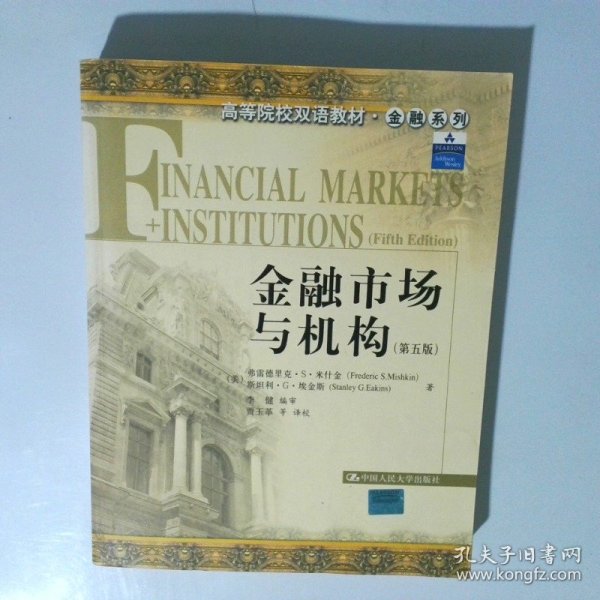 高等院校双语教材·金融系列
PEARSON
Addison
Wesley
FINANCIAL MARKETS
+INSTITUTIONS (Fifth Edition)
金融市场
与机构 (第五版)
(美) 弗雷德里克·S·米什金 (Frederic S.Mishkin)
斯坦利·G·埃金斯 (Stanley G.Eakins) 著
李健 编审
贾玉革 等 译校
中国人民大学出版社
孔夫子旧书网
www.kongfz.com